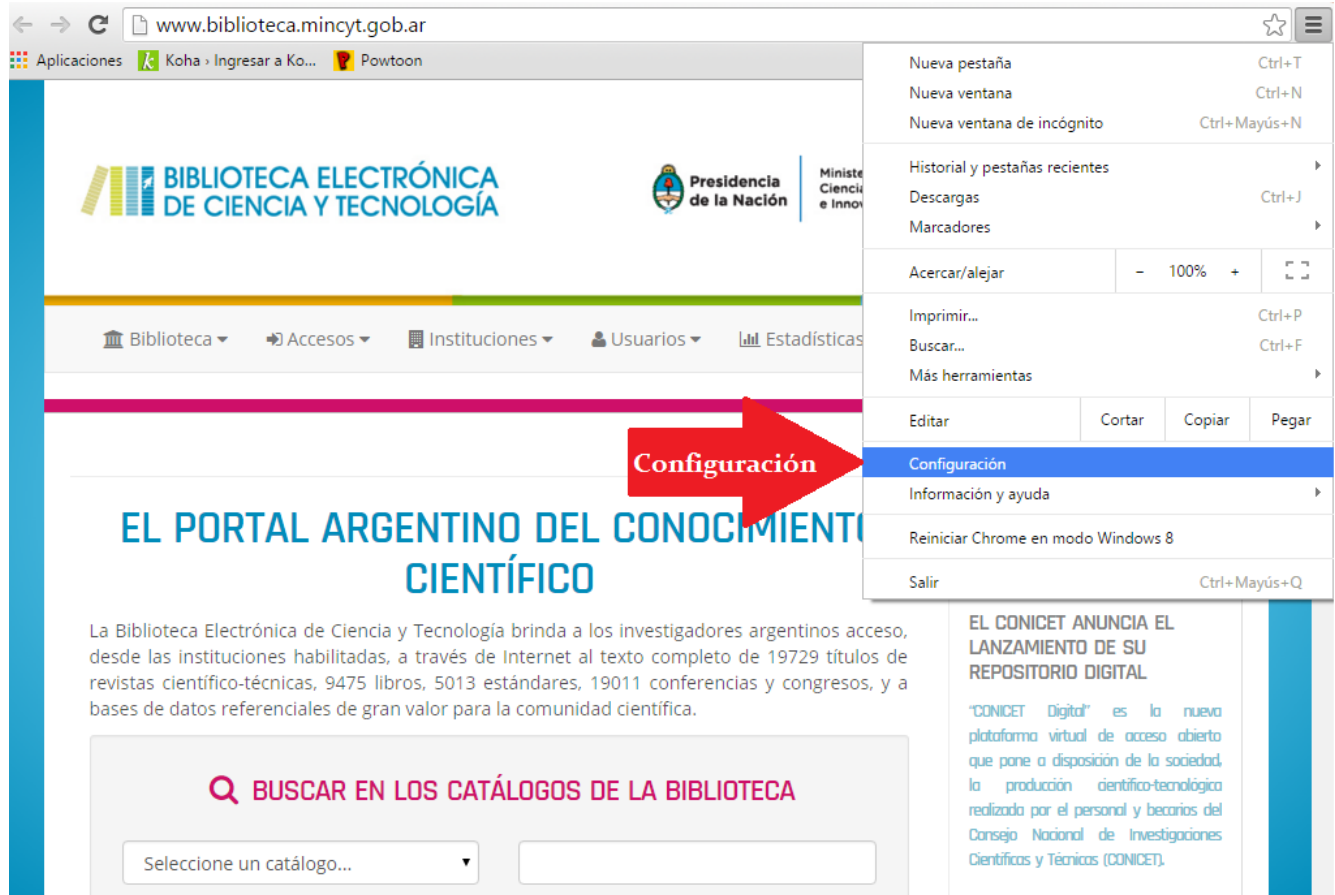 www.biblioteca.mincyt.gob.ar
Aplicaciones Koha › Ingresar a Ko... Powtoon
BIBLIOTECA ELECTRÓNICA
DE CIENCIA Y TECNOLOGÍA
Presidencia
de la Nación
Biblioteca Accesos Instituciones Usuarios Estadísticas
Nueva pestaña Ctrl+T
Nueva ventana Ctrl+N
Nueva ventana de incógnito Ctrl+Mayús+N
Historial y pestañas recientes
Descargas Ctrl+J
Marcadores
Acercar/alejar - 100% +
Imprimir... Ctrl+P
Buscar... Ctrl+F
Más herramientas
Editar Cortar Copiar Pegar
Configuración
Información y ayuda
Reiniciar Chrome en modo Windows 8
Salir Ctrl+Mayús+Q
Configuración
EL PORTAL ARGENTINO DEL CONOCIMIENTO
CIENTÍFICO
La Biblioteca Electrónica de Ciencia y Tecnología brinda a los investigadores argentinos acceso,
desde las instituciones habilitadas, a través de Internet al texto completo de 19729 títulos de
revistas científico-técnicas, 9475 libros, 5013 estándares, 19011 conferencias y congresos, y a
bases de datos referenciales de gran valor para la comunidad científica.
BUSCAR EN LOS CATÁLOGOS DE LA BIBLIOTECA
Seleccione un catálogo...
EL CONICET ANUNCIA EL
LANZAMIENTO DE SU
REPOSITORIO DIGITAL
“CONICET Digital” es la nueva
plataforma virtual de acceso abierto
que pone a disposición de la sociedad,
la producción científico-tecnológica
realizada por el personal y becarios del
Consejo Nacional de Investigaciones
Científicas y Técnicas (CONICET).